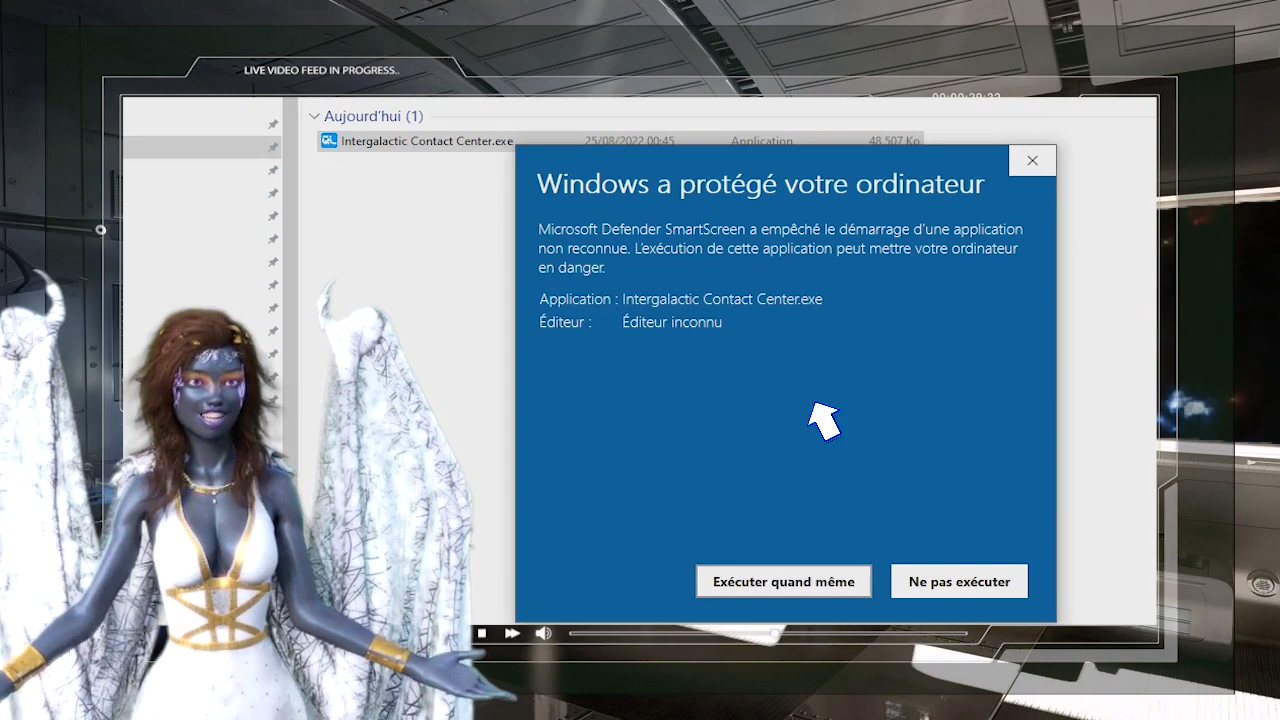 LIVE VIDEO FEED IN PROGRESS..
Aujourd'hui (1)
Intergalactic Contact Center.exe 25/08/2022 00:45 Application 48 507 Ko
Windows a protégé votre ordinateur
Microsoft Defender SmartScreen a empêché le démarrage d'une application
non reconnue. L'exécution de cette application peut mettre votre ordinateur
en danger.
Application : Intergalactic Contact Center.exe
Éditeur : Éditeur inconnu
Exécuter quand même
Ne pas exécuter